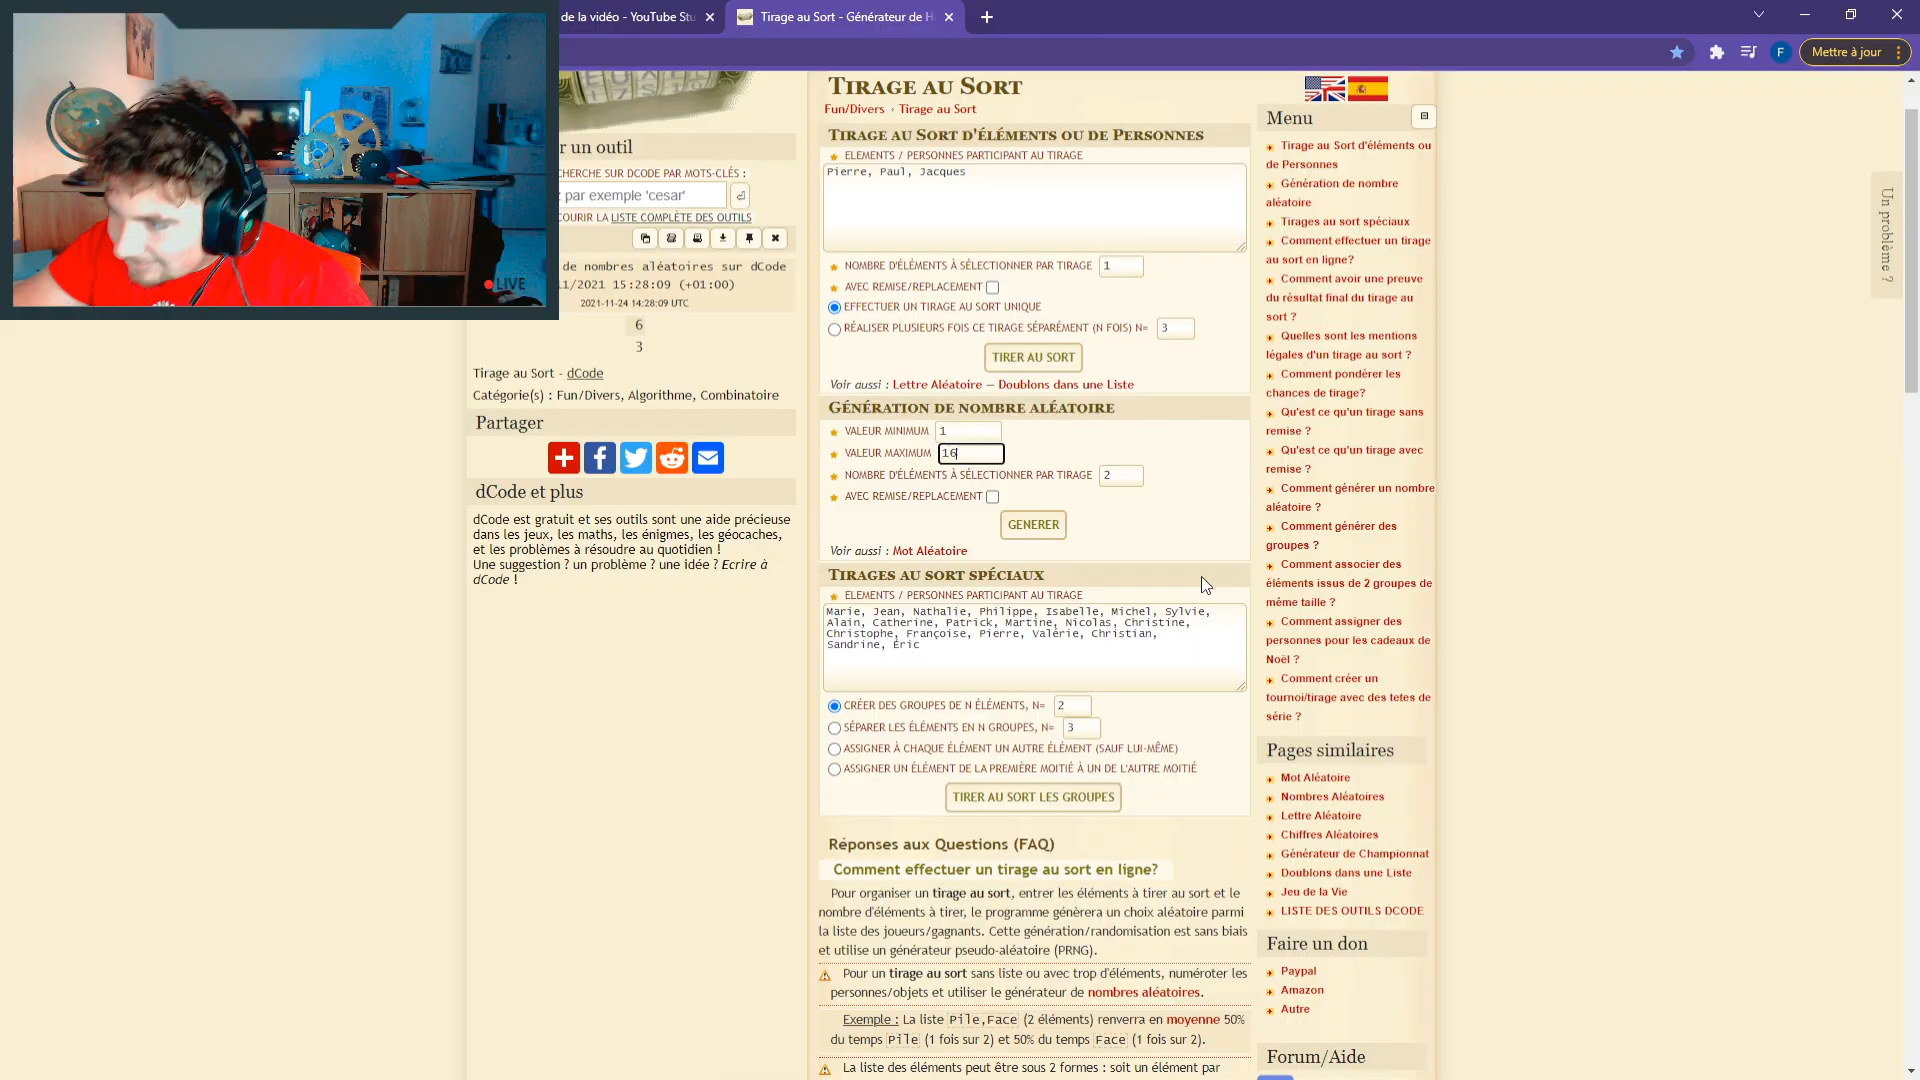 de la vidéo - YouTube Stu
Tirage au Sort - Générateur de H
F
Mettre à jour
LIVE
r un outil
CHERCHE SUR DCODE PAR MOTS-CLÉS :
par exemple 'cesar'
COURIR LA LISTE COMPLÈTE DES OUTILS
de nombres aléatoires sur dCode
1/2021 15:28:09 (+01:00)
2021-11-24 14:28:09 UTC
6
3
Tirage au Sort - dCode
Catégorie(s) : Fun/Divers, Algorithme, Combinatoire
Partager
dCode et plus
dCode est gratuit et ses outils sont une aide précieuse
dans les jeux, les maths, les énigmes, les géocaches,
et les problèmes à résoudre au quotidien !
Une suggestion ? un problème ? une idée ? Ecrire à
dCode !
Tirage au Sort
Fun/Divers › Tirage au Sort
Tirage au Sort d'éléments ou de Personnes
ELEMENTS / PERSONNES PARTICIPANT AU TIRAGE
Pierre, Paul, Jacques
NOMBRE D'ÉLÉMENTS À SÉLECTIONNER PAR TIRAGE 1
AVEC REMISE/REPLACEMENT
EFFECTUER UN TIRAGE AU SORT UNIQUE
RÉALISER PLUSIEURS FOIS CE TIRAGE SÉPARÉMENT (N FOIS) N= 3
TIRER AU SORT
Voir aussi : Lettre Aléatoire — Doublons dans une Liste
Génération de nombre aléatoire
VALEUR MINIMUM 1
VALEUR MAXIMUM 16
NOMBRE D'ÉLÉMENTS À SÉLECTIONNER PAR TIRAGE 2
AVEC REMISE/REPLACEMENT
GENERER
Voir aussi : Mot Aléatoire
Tirages au sort spéciaux
ELEMENTS / PERSONNES PARTICIPANT AU TIRAGE
Marie, Jean, Nathalie, Philippe, Isabelle, Michel, Sylvie,
Alain, Catherine, Patrick, Martine, Nicolas, Christine,
Christophe, Françoise, Pierre, Valérie, Christian,
Sandrine, Éric
CRÉER DES GROUPES DE N ÉLÉMENTS, N= 2
SÉPARER LES ÉLÉMENTS EN N GROUPES, N= 3
ASSIGNER À CHAQUE ÉLÉMENT UN AUTRE ÉLÉMENT (SAUF LUI-MÊME)
ASSIGNER UN ÉLÉMENT DE LA PREMIÈRE MOITIÉ À UN DE L'AUTRE MOITIÉ
TIRER AU SORT LES GROUPES
Réponses aux Questions (FAQ)
Comment effectuer un tirage au sort en ligne?
Pour organiser un tirage au sort, entrer les éléments à tirer au sort et le
nombre d'éléments à tirer, le programme génèrera un choix aléatoire parmi
la liste des joueurs/gagnants. Cette génération/randomisation est sans biais
et utilise un générateur pseudo-aléatoire (PRNG).
Pour un tirage au sort sans liste ou avec trop d'éléments, numéroter les
personnes/objets et utiliser le générateur de nombres aléatoires.
Exemple : La liste Pile,Face (2 éléments) renverra en moyenne 50%
du temps Pile (1 fois sur 2) et 50% du temps Face (1 fois sur 2).
La liste des éléments peut être sous 2 formes : soit un élément par
Menu
Tirage au Sort d'éléments ou
de Personnes
Génération de nombre
aléatoire
Tirages au sort spéciaux
Comment effectuer un tirage
au sort en ligne?
Comment avoir une preuve
du résultat final du tirage au
sort ?
Quelles sont les mentions
légales d'un tirage au sort ?
Comment pondérer les
chances de tirage?
Qu'est ce qu'un tirage sans
remise ?
Qu'est ce qu'un tirage avec
remise ?
Comment générer un nombre
aléatoire ?
Comment générer des
groupes ?
Comment associer des
éléments issus de 2 groupes de
même taille ?
Comment assigner des
personnes pour les cadeaux de
Noël ?
Comment créer un
tournoi/tirage avec des tetes de
série ?
Pages similaires
Mot Aléatoire
Nombres Aléatoires
Lettre Aléatoire
Chiffres Aléatoires
Générateur de Championnat
Doublons dans une Liste
Jeu de la Vie
LISTE DES OUTILS DCODE
Faire un don
Paypal
Amazon
Autre
Forum/Aide
Un problème ?